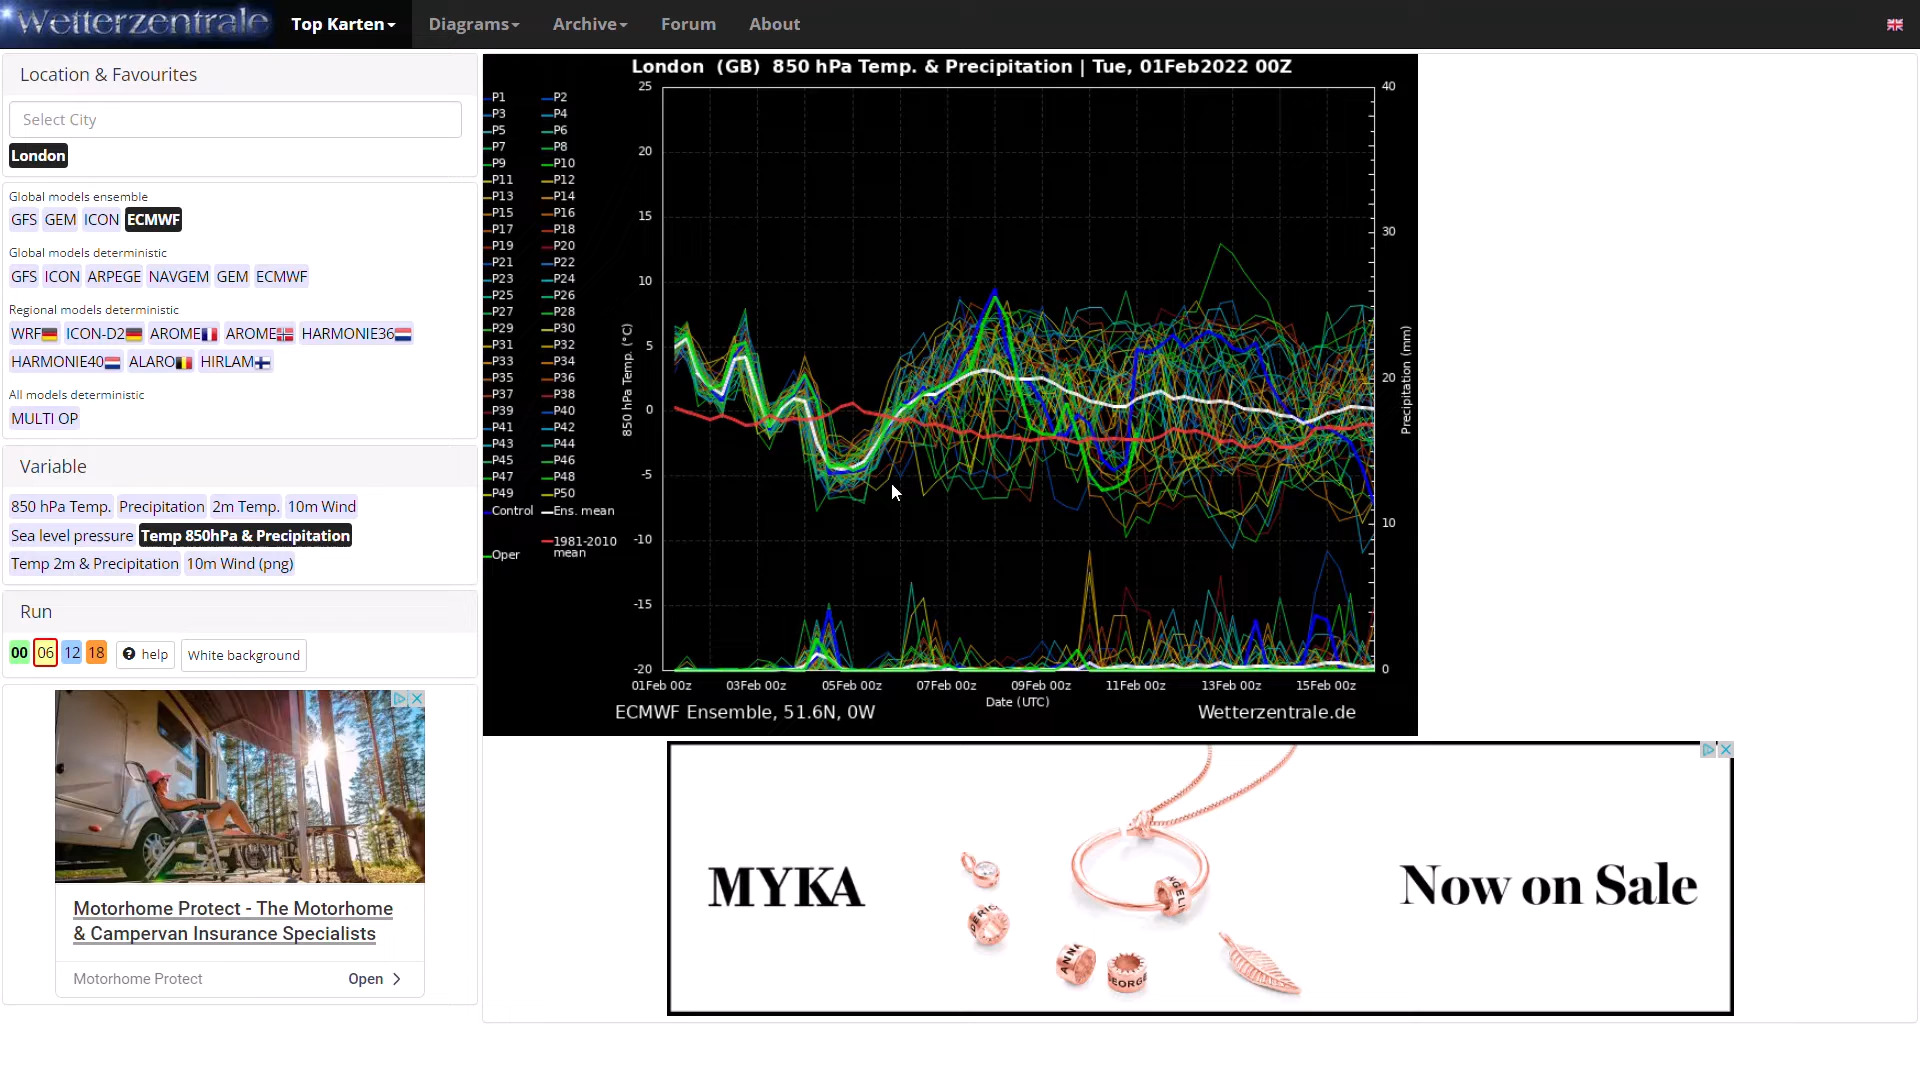 Wetterzentrale
Top Karten
Diagrams
Archive
Forum
About
Location & Favourites
Select City
London
Global models ensemble
GFS GEM ICON ECMWF
Global models deterministic
GFS ICON ARPEGE NAVGEM GEM ECMWF
Regional models deterministic
WRF ICON-D2 AROME AROME HARMONIE36
HARMONIE40 ALARO HIRLAM
All models deterministic
MULTI OP
Variable
850 hPa Temp. Precipitation 2m Temp. 10m Wind
Sea level pressure Temp 850hPa & Precipitation
Temp 2m & Precipitation 10m Wind (png)
Run
00 06 12 18 help White background
Motorhome Protect - The Motorhome
& Campervan Insurance Specialists
Motorhome Protect Open
London (GB) 850 hPa Temp. & Precipitation | Tue, 01Feb2022 00Z
P1 P2
P3 P4
P5 P6
P7 P8
P9 P10
P11 P12
P13 P14
P15 P16
P17 P18
P19 P20
P21 P22
P23 P24
P25 P26
P27 P28
P29 P30
P31 P32
P33 P34
P35 P36
P37 P38
P39 P40
P41 P42
P43 P44
P45 P46
P47 P48
P49 P50
Control Ens. mean
Oper 1981-2010
mean
850 hPa Temp. (°C)
25
20
15
10
5
0
-5
-10
-15
-20
40
30
20
10
0
Precipitation (mm)
01Feb 00z 03Feb 00z 05Feb 00z 07Feb 00z 09Feb 00z 11Feb 00z 13Feb 00z 15Feb 00z
Date (UTC)
ECMWF Ensemble, 51.6N, 0W
Wetterzentrale.de
MYKA
ANNA
Now on Sale